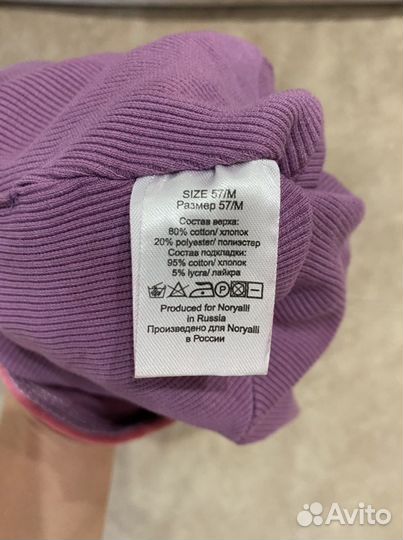 SIZE 57/M
Размер 57/M
Состав верха:
80% cotton/ хлопок
20% polyester/ полиэстер
Состав подкладки:
95% cotton/ хлопок
5% lycra/ лайкра
Produced for Noryalli
in Russia
Произведено для Noryalli
в России
Avito